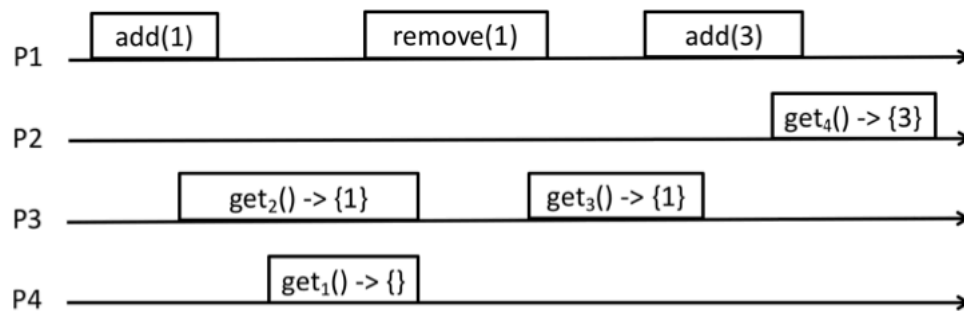 P1 add(1) remove(1) add(3)
P2 get₄() -> {3}
P3 get₂() -> {1} get₃() -> {1}
P4 get₁() -> {}